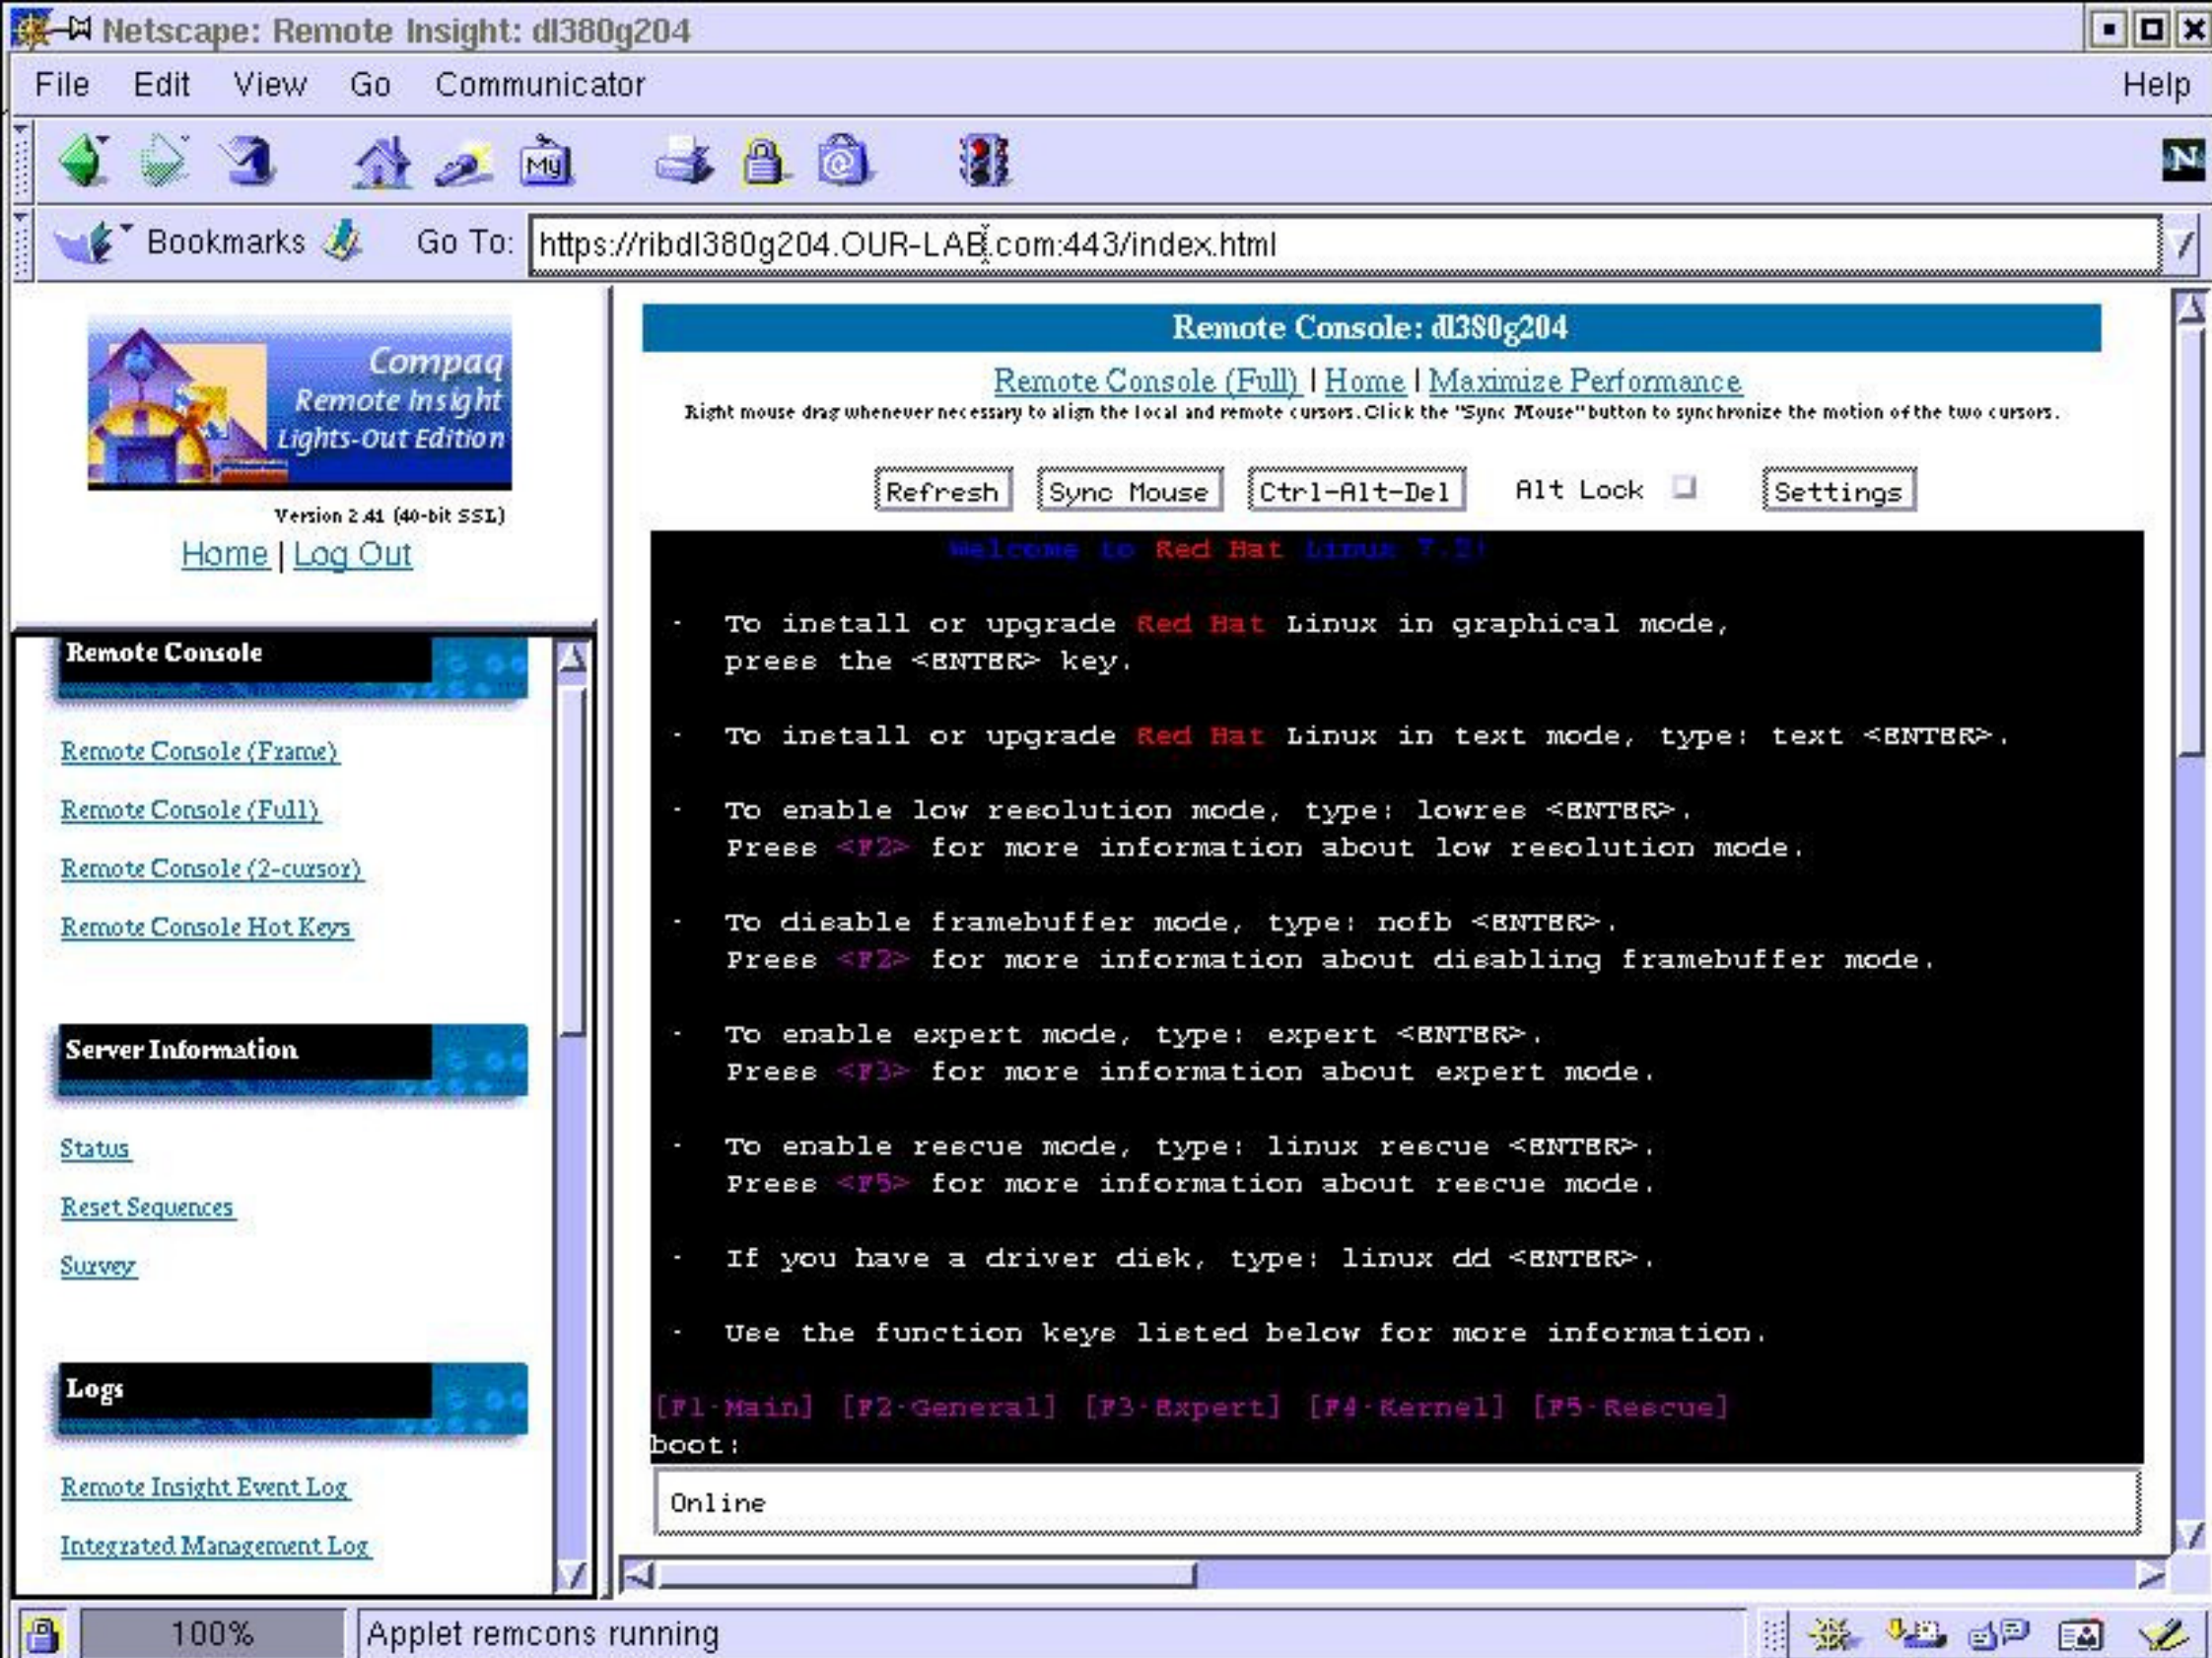 Netscape: Remote Insight: dl380g204
File Edit View Go Communicator Help
My
N
Bookmarks Go To: https://ribdl380g204.OUR-LAB.com:443/index.html
Compaq
Remote Insight
Lights-Out Edition
Version 2.41 (40-bit SSL)
Home | Log Out
Remote Console
Remote Console (Frame)
Remote Console (Full)
Remote Console (2-cursor)
Remote Console Hot Keys
Server Information
Status
Reset Sequences
Survey
Logs
Remote Insight Event Log
Integrated Management Log
Remote Console: dl380g204
Remote Console (Full) | Home | Maximize Performance
Right mouse drag whenever necessary to align the local and remote cursors. Click the "Sync Mouse" button to synchronize the motion of the two cursors.
Refresh Sync Mouse Ctrl-Alt-Del Alt Lock Settings
Welcome to Red Hat Linux 7.2!
- To install or upgrade Red Hat Linux in graphical mode,
press the <ENTER> key.
- To install or upgrade Red Hat Linux in text mode, type: text <ENTER>.
- To enable low resolution mode, type: lowres <ENTER>.
Press <F2> for more information about low resolution mode.
- To disable framebuffer mode, type: nofb <ENTER>.
Press <F2> for more information about disabling framebuffer mode.
- To enable expert mode, type: expert <ENTER>.
Press <F3> for more information about expert mode.
- To enable rescue mode, type: linux rescue <ENTER>.
Press <F5> for more information about rescue mode.
- If you have a driver disk, type: linux dd <ENTER>.
- Use the function keys listed below for more information.
[F1-Main] [F2-General] [F3-Expert] [F4-Kernel] [F5-Rescue]
boot:
Online
100% Applet remcons running